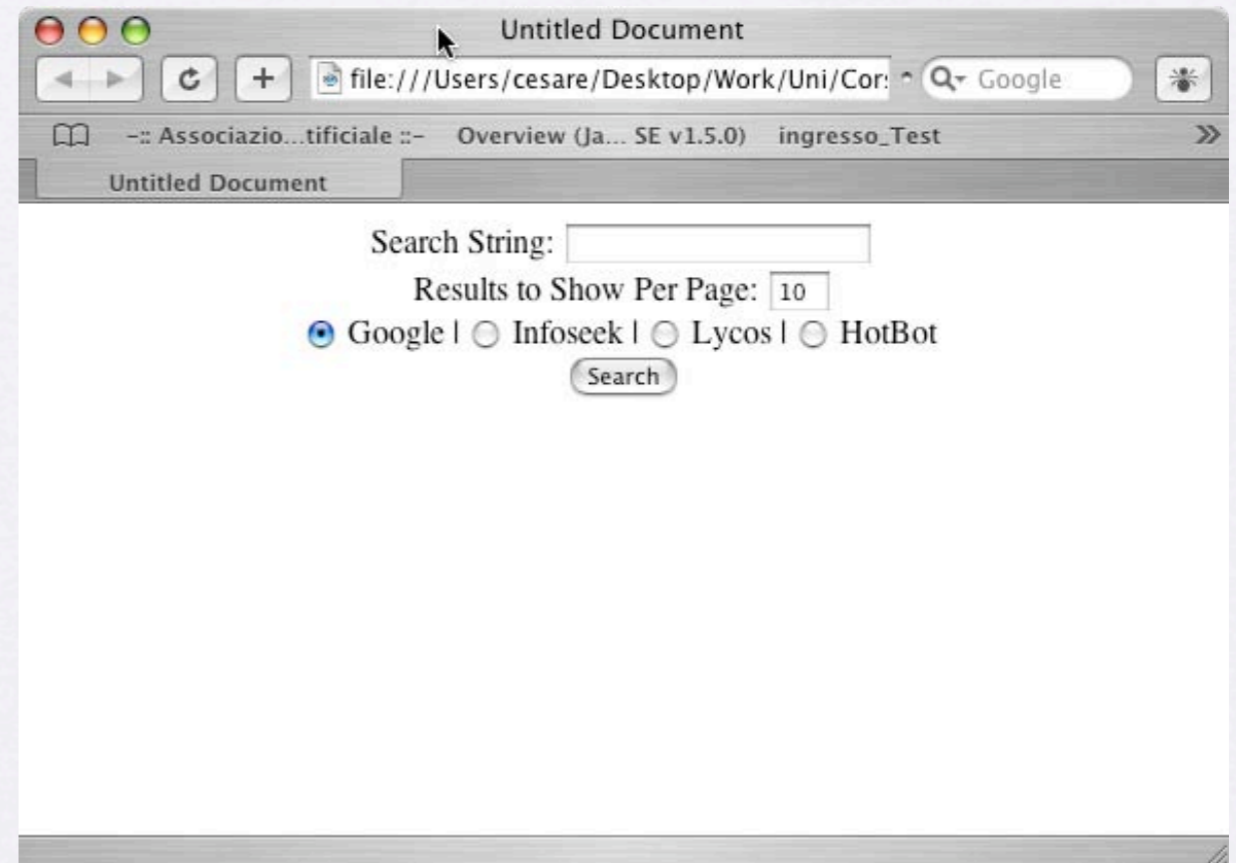 Untitled Document
file:///Users/cesare/Desktop/Work/Uni/Cor Google
-:: Associazio...tificiale ::- Overview (Ja... SE v1.5.0) ingresso_Test
Untitled Document
Search String:
Results to Show Per Page: 10
Google | Infoseek | Lycos | HotBot
Search